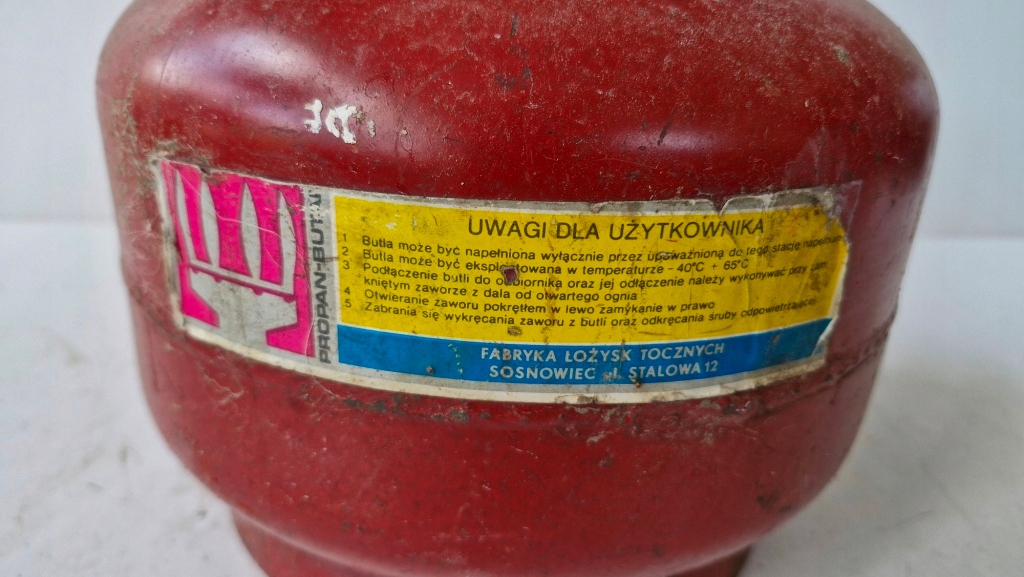 PROPAN-BUTAN
UWAGI DLA UŻYTKOWNIKA
1 Butla może być napełniona wyłącznie przez upoważnioną do tego stację napełniania
2 Butla może być eksploatowana w temperaturze - 40°C + 65°C
3 Podłączenie butli do odbiornika oraz jej odłączenie należy wykonywać przy zam
kniętym zaworze z dala od otwartego ognia
4 Otwieranie zaworu pokrętłem w lewo zamykanie w prawo
5 Zabrania się wykręcania zaworu z butli oraz odkręcania śruby odpowietrzającej
FABRYKA ŁOŻYSK TOCZNYCH
SOSNOWIEC ul. STALOWA 12